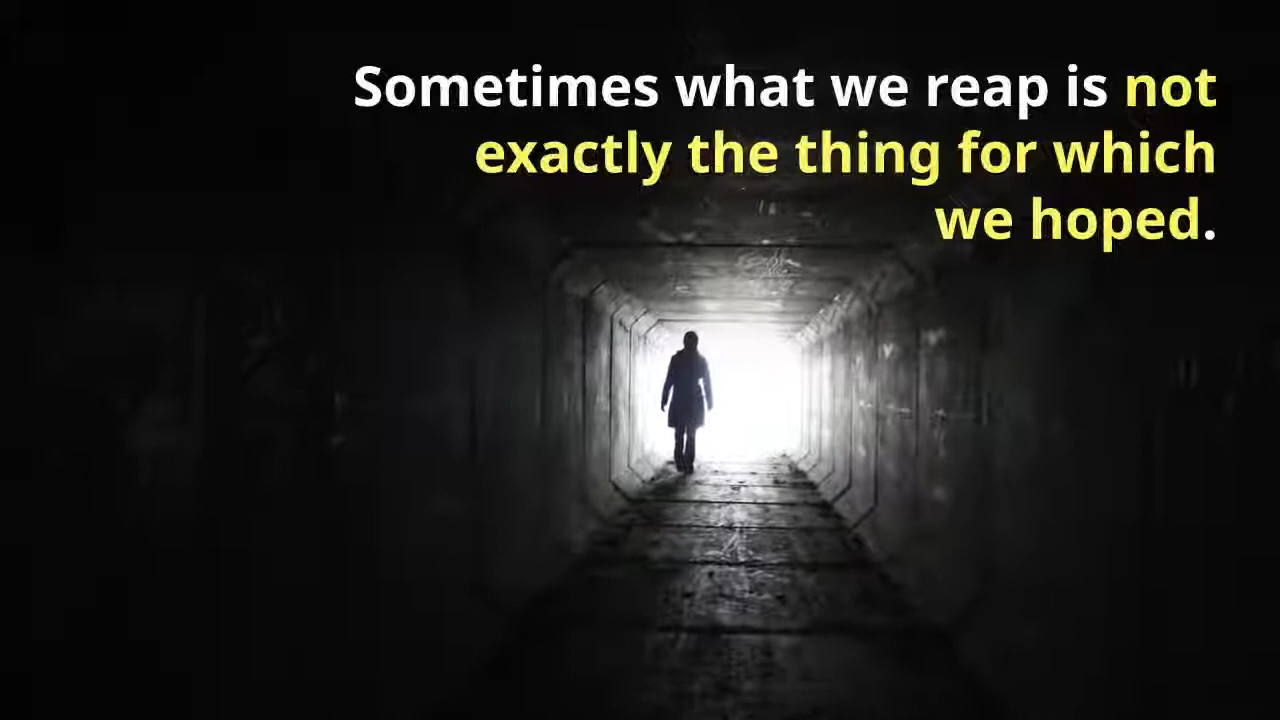 Sometimes what we reap is not
exactly the thing for which
we hoped.